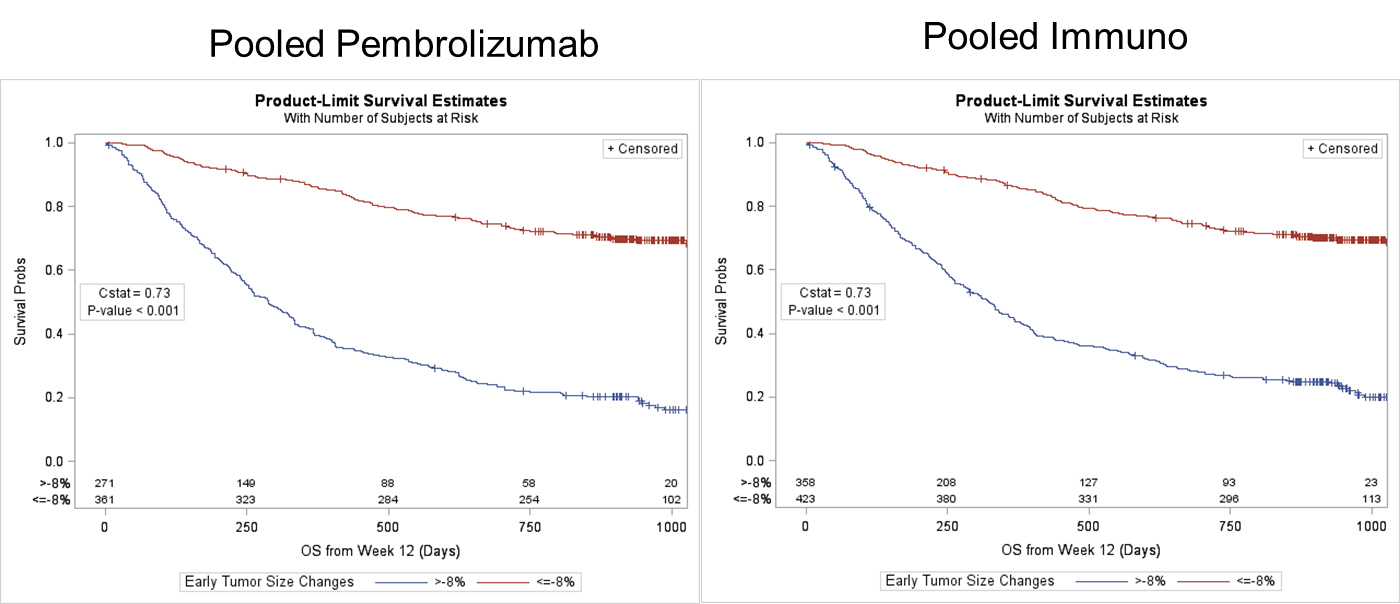 Pooled Pembrolizumab
Product-Limit Survival Estimates
With Number of Subjects at Risk
+ Censored
1.0
0.8
0.6
0.4
0.2
0.0
Survival Probs
Cstat = 0.73
P-value < 0.001
>-8% 271 149 88 58 20
<=-8% 361 323 284 254 102
0 250 500 750 1000
OS from Week 12 (Days)
Early Tumor Size Changes >-8% <=-8%
Pooled Immuno
Product-Limit Survival Estimates
With Number of Subjects at Risk
+ Censored
1.0
0.8
0.6
0.4
0.2
0.0
Survival Probs
Cstat = 0.73
P-value < 0.001
>-8% 358 208 127 93 23
<=-8% 423 380 331 296 113
0 250 500 750 1000
OS from Week 12 (Days)
Early Tumor Size Changes >-8% <=-8%